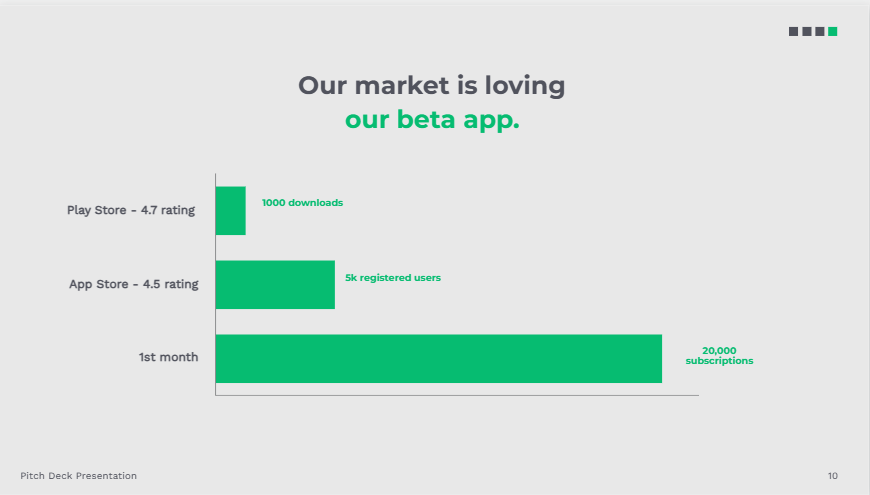 Our market is loving
our beta app.
Play Store - 4.7 rating
1000 downloads
App Store - 4.5 rating
5k registered users
1st month
20,000
subscriptions
Pitch Deck Presentation
10